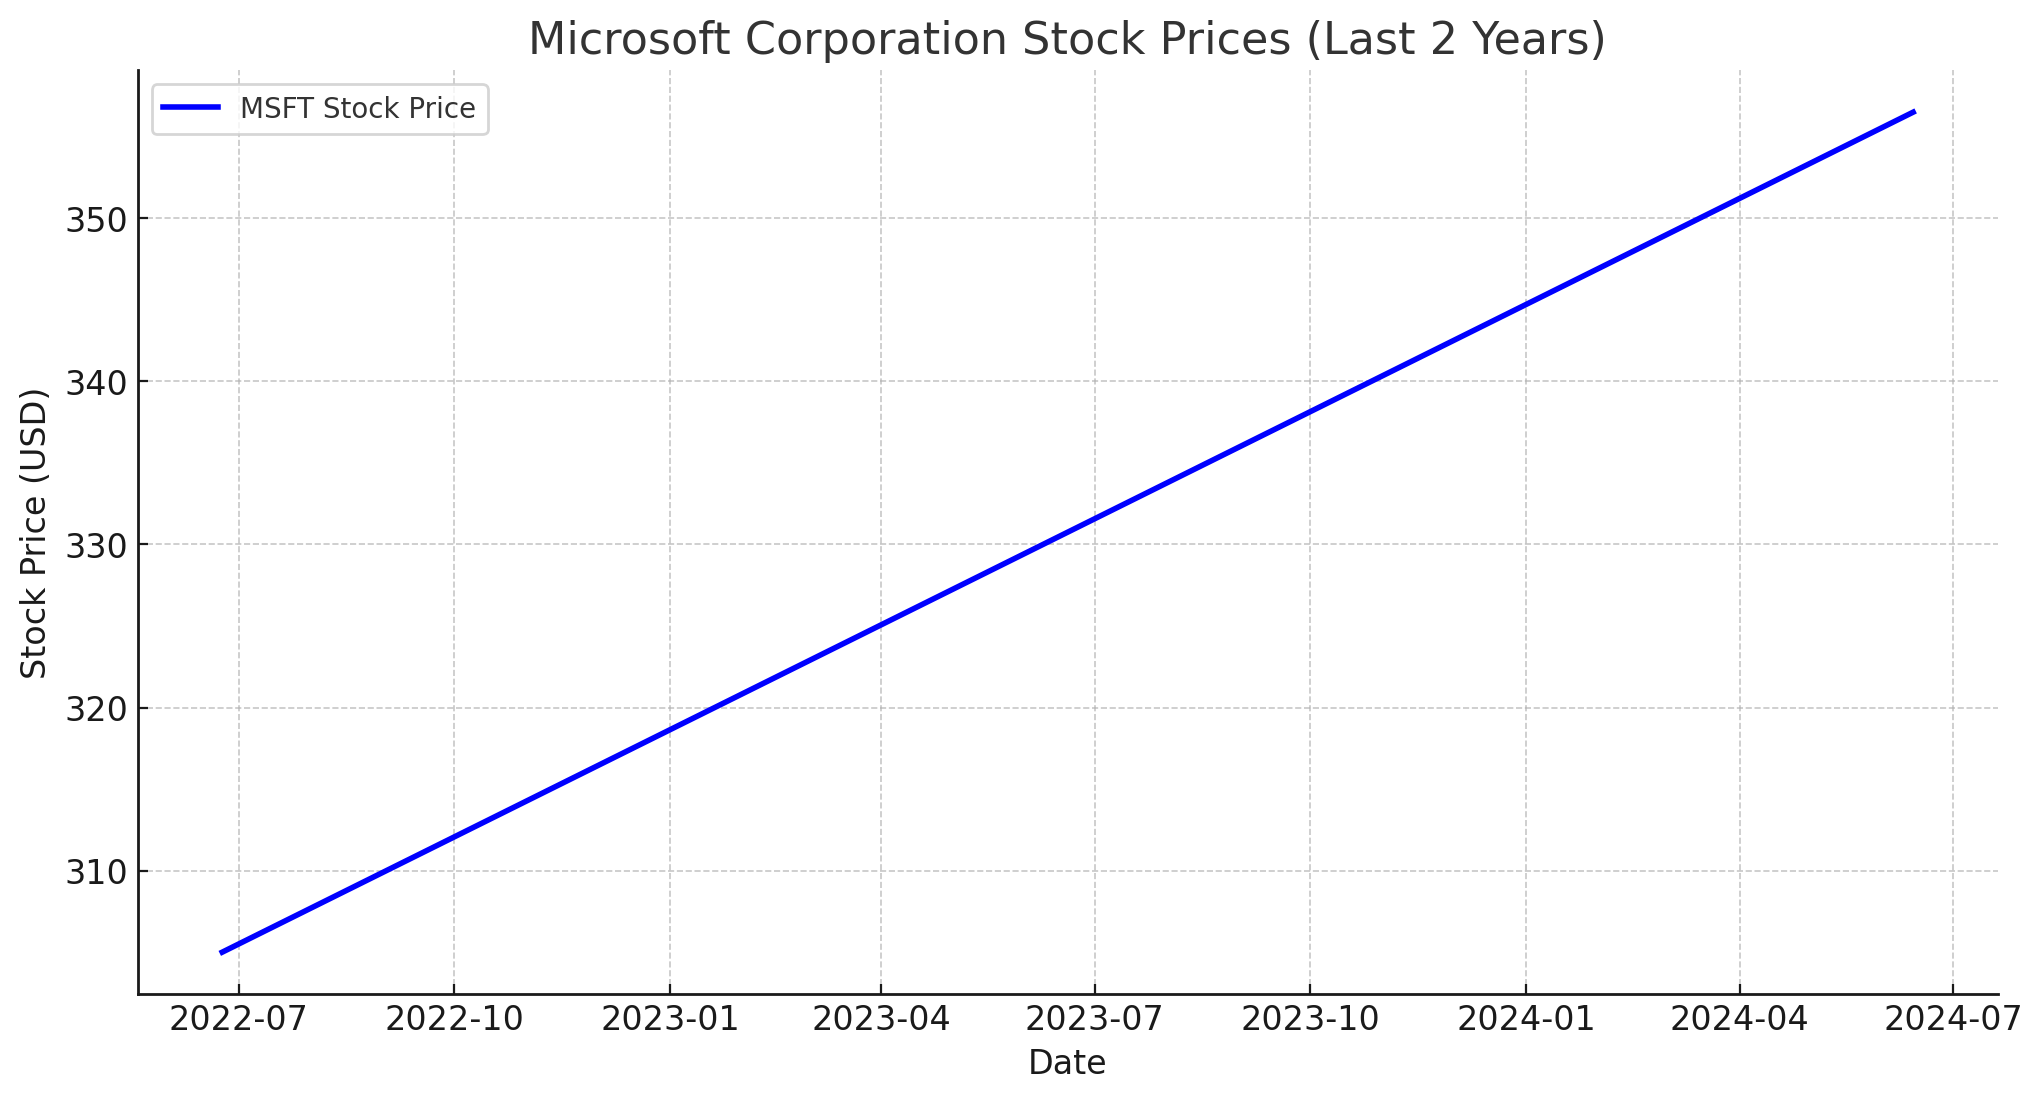 Microsoft Corporation Stock Prices (Last 2 Years)
MSFT Stock Price
Stock Price (USD)
350
340
330
320
310
2022-07 2022-10 2023-01 2023-04 2023-07 2023-10 2024-01 2024-04 2024-07
Date